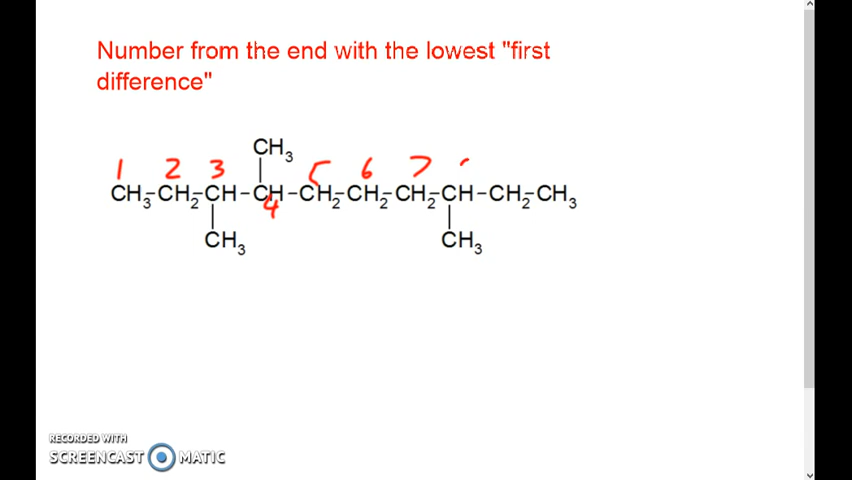 Number from the end with the lowest "first
difference"
CH₃
1 2 3 5 6 7
CH₃-CH₂-CH-CH-CH₂-CH₂-CH₂-CH-CH₂-CH₃
4
CH₃ CH₃
RECORDED WITH
SCREENCAST MATIC